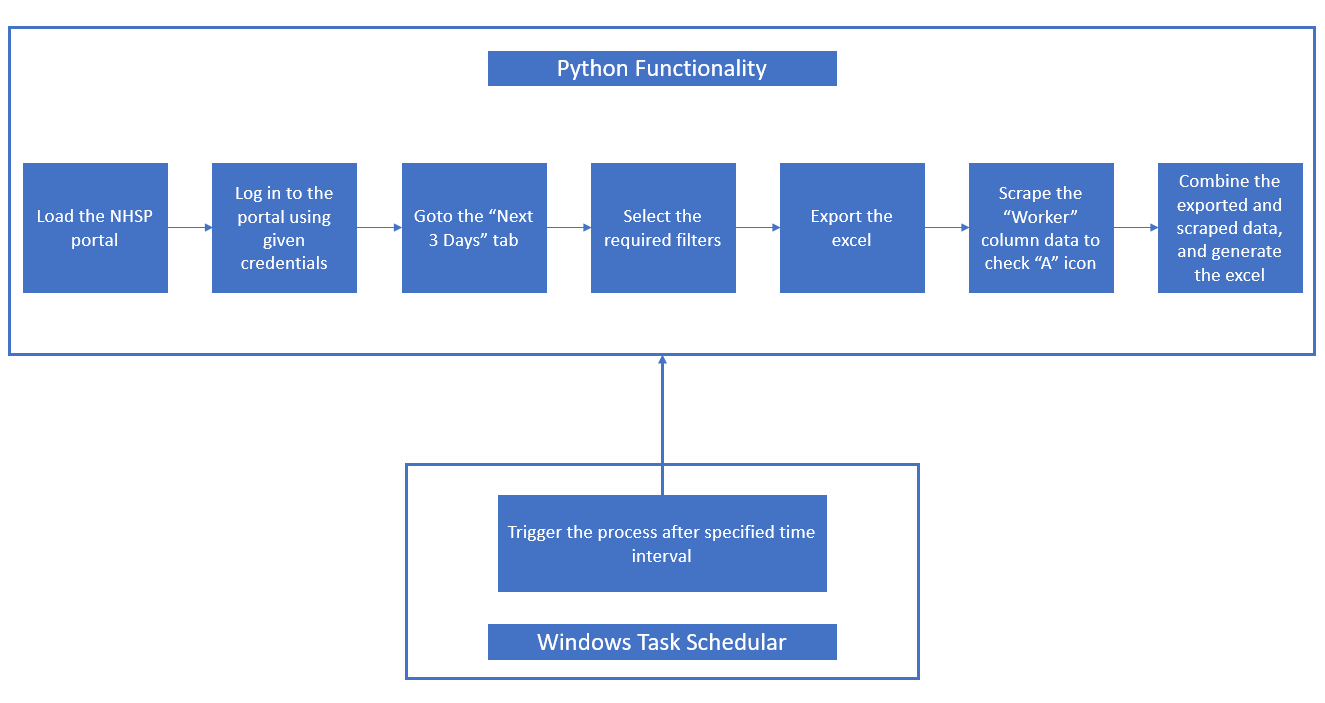 Python Functionality
Load the NHSP
portal
Log in to the
portal using
given
credentials
Goto the “Next
3 Days” tab
Select the
required filters
Export the
excel
Scrape the
“Worker”
column data to
check “A” icon
Combine the
exported and
scraped data,
and generate
the excel
Trigger the process after specified time
interval
Windows Task Schedular